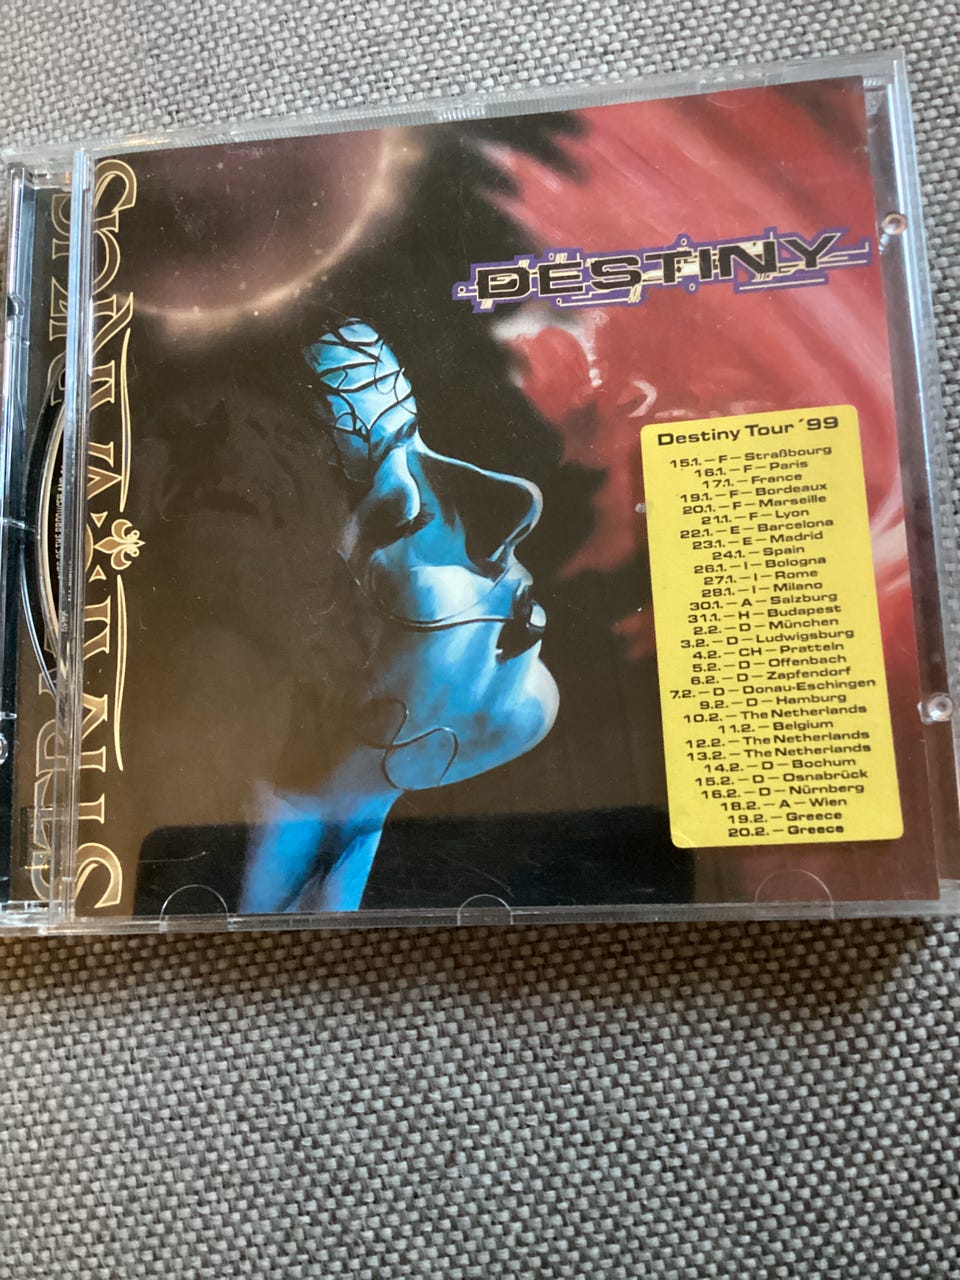 STRATOVARIUS
DESTINY
Destiny Tour ´99
15.1.–F–Straßbourg
16.1.–F–Paris
17.1.–France
19.1.–F–Bordeaux
20.1.–F–Marseille
21.1.–F–Lyon
22.1.–E–Barcelona
23.1.–E–Madrid
24.1.–Spain
26.1.–I–Bologna
27.1.–I–Rome
28.1.–I–Milano
30.1.–A–Salzburg
31.1.–H–Budapest
2.2.–D–München
3.2.–D–Ludwigsburg
4.2.–CH–Pratteln
5.2.–D–Offenbach
6.2.–D–Zapfendorf
7.2.–D–Donau-Eschingen
9.2.–D–Hamburg
10.2.–The Netherlands
11.2.–Belgium
12.2.–The Netherlands
13.2.–The Netherlands
14.2.–D–Bochum
15.2.–D–Osnabrück
16.2.–D–Nürnberg
18.2.–A–Wien
19.2.–Greece
20.2.–Greece